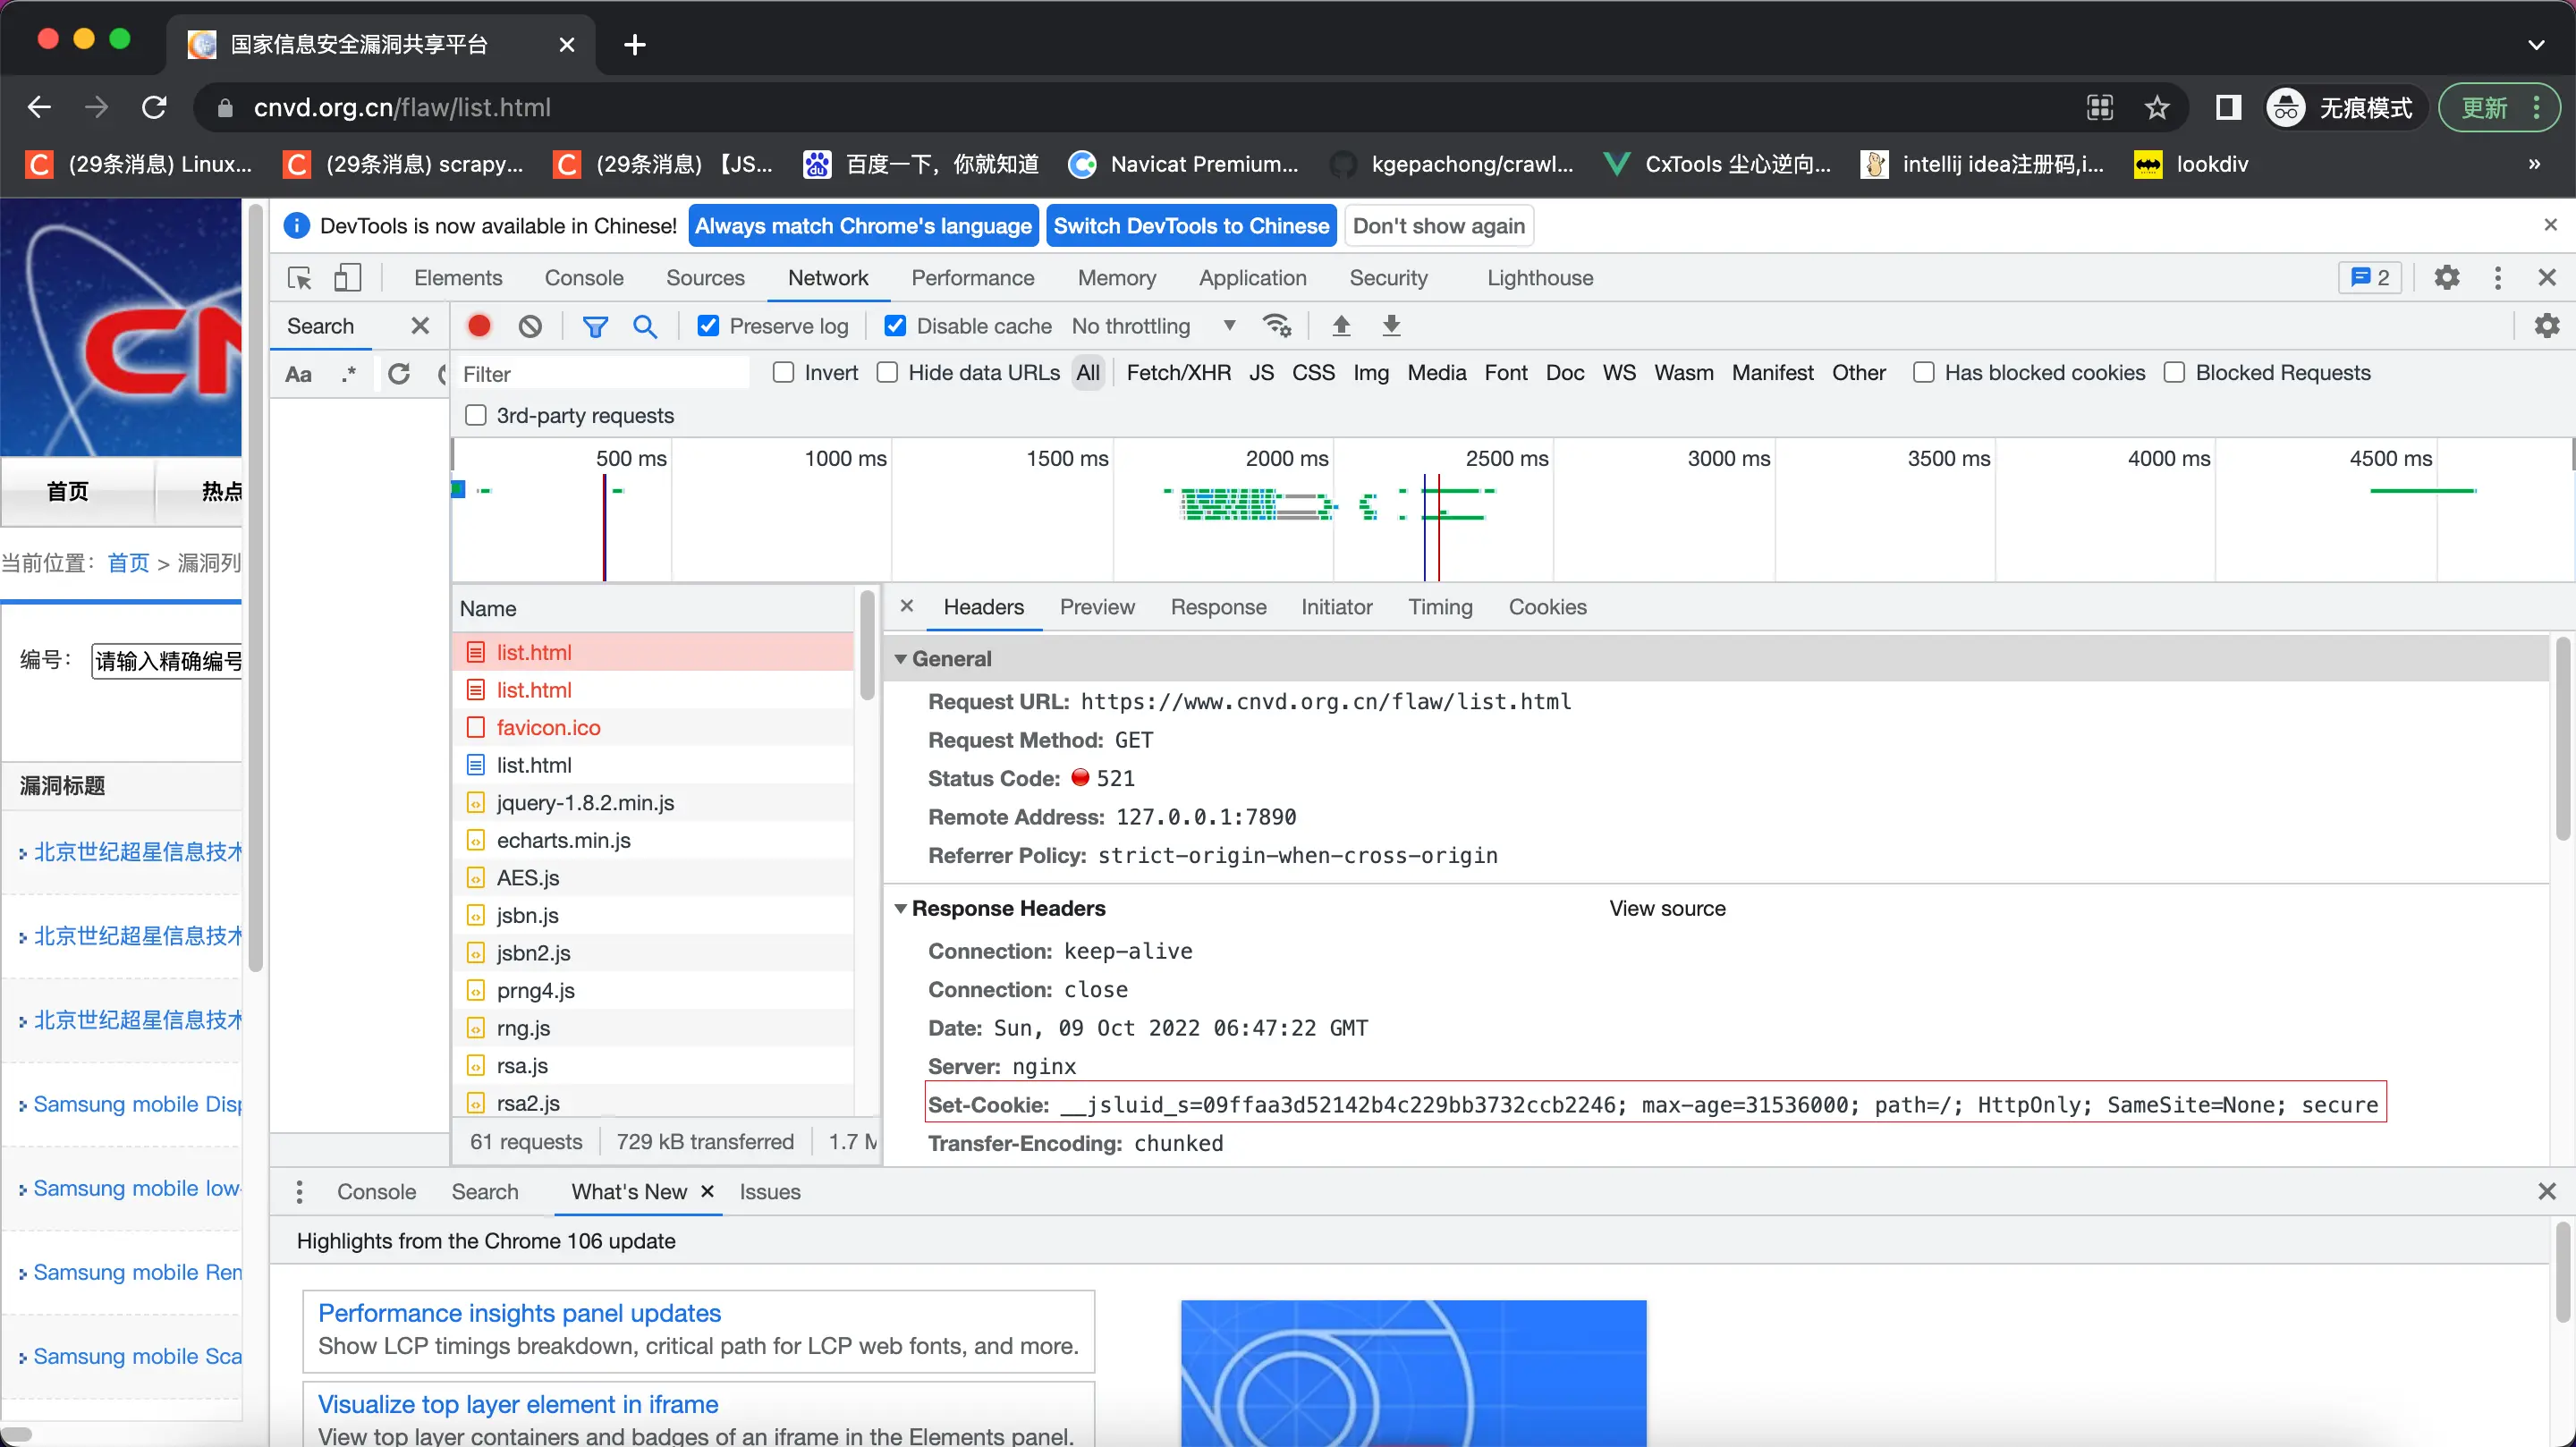 国家信息安全漏洞共享平台
cnvd.org.cn/flaw/list.html
无痕模式
更新
(29条消息) Linux...
(29条消息) scrapy...
(29条消息) 【JS...
百度一下，你就知道
Navicat Premium...
kgepachong/crawl...
CxTools 尘心逆向...
intellij idea注册码,i...
lookdiv
»
DevTools is now available in Chinese!
Always match Chrome's language
Switch DevTools to Chinese
Don't show again
Elements
Console
Sources
Network
Performance
Memory
Application
Security
Lighthouse
2
Search
Preserve log
Disable cache
No throttling
Aa
.*
Filter
Invert
Hide data URLs
All
Fetch/XHR
JS
CSS
Img
Media
Font
Doc
WS
Wasm
Manifest
Other
Has blocked cookies
Blocked Requests
3rd-party requests
500 ms
1000 ms
1500 ms
2000 ms
2500 ms
3000 ms
3500 ms
4000 ms
4500 ms
CN
首页
热点
当前位置：首页 > 漏洞列
编号：
请输入精确编号
漏洞标题
北京世纪超星信息技术
北京世纪超星信息技术
北京世纪超星信息技术
Samsung mobile Disp
Samsung mobile low-
Samsung mobile Rem
Samsung mobile Sca
Name
list.html
list.html
favicon.ico
list.html
jquery-1.8.2.min.js
echarts.min.js
AES.js
jsbn.js
jsbn2.js
prng4.js
rng.js
rsa.js
rsa2.js
61 requests
729 kB transferred
1.7 M
Headers
Preview
Response
Initiator
Timing
Cookies
General
Request URL: https://www.cnvd.org.cn/flaw/list.html
Request Method: GET
Status Code: 521
Remote Address: 127.0.0.1:7890
Referrer Policy: strict-origin-when-cross-origin
Response Headers
View source
Connection: keep-alive
Connection: close
Date: Sun, 09 Oct 2022 06:47:22 GMT
Server: nginx
Set-Cookie: __jsluid_s=09ffaa3d52142b4c229bb3732ccb2246; max-age=31536000; path=/; HttpOnly; SameSite=None; secure
Transfer-Encoding: chunked
Console
Search
What's New
Issues
Highlights from the Chrome 106 update
Performance insights panel updates
Show LCP timings breakdown, critical path for LCP web fonts, and more.
Visualize top layer element in iframe
View top layer containers and badges of an iframe in the Elements panel.